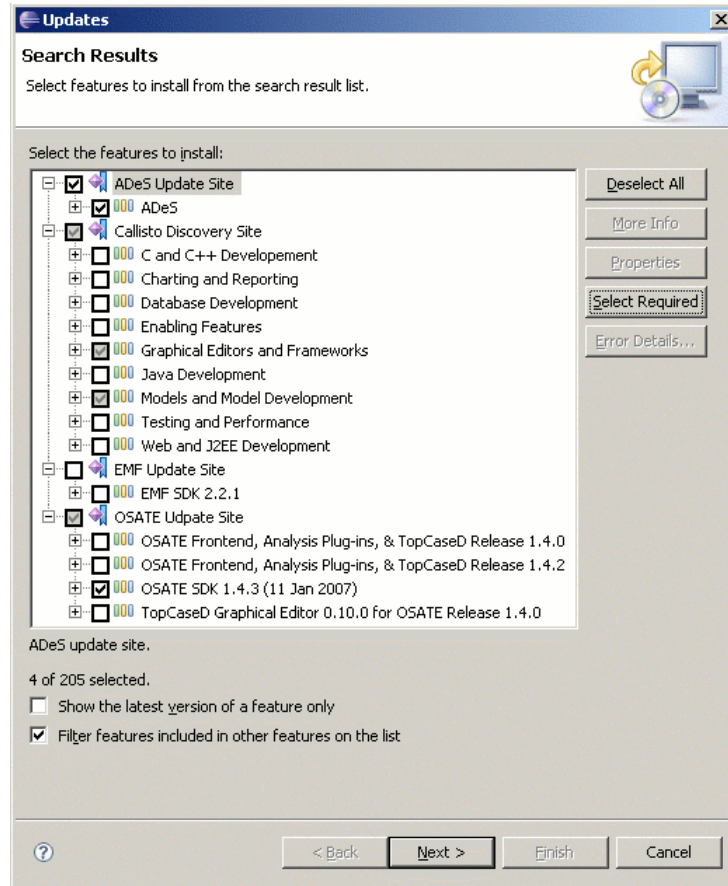 Updates
Search Results
Select features to install from the search result list.
Select the features to install:
ADeS Update Site
ADeS
Callisto Discovery Site
C and C++ Developement
Charting and Reporting
Database Development
Enabling Features
Graphical Editors and Frameworks
Java Development
Models and Model Development
Testing and Performance
Web and J2EE Development
EMF Update Site
EMF SDK 2.2.1
OSATE Udpate Site
OSATE Frontend, Analysis Plug-ins, & TopCaseD Release 1.4.0
OSATE Frontend, Analysis Plug-ins, & TopCaseD Release 1.4.2
OSATE SDK 1.4.3 (11 Jan 2007)
TopCaseD Graphical Editor 0.10.0 for OSATE Release 1.4.0
Deselect All
More Info
Properties
Select Required
Error Details...
ADeS update site.
4 of 205 selected.
Show the latest version of a feature only
Filter features included in other features on the list
< Back
Next >
Finish
Cancel